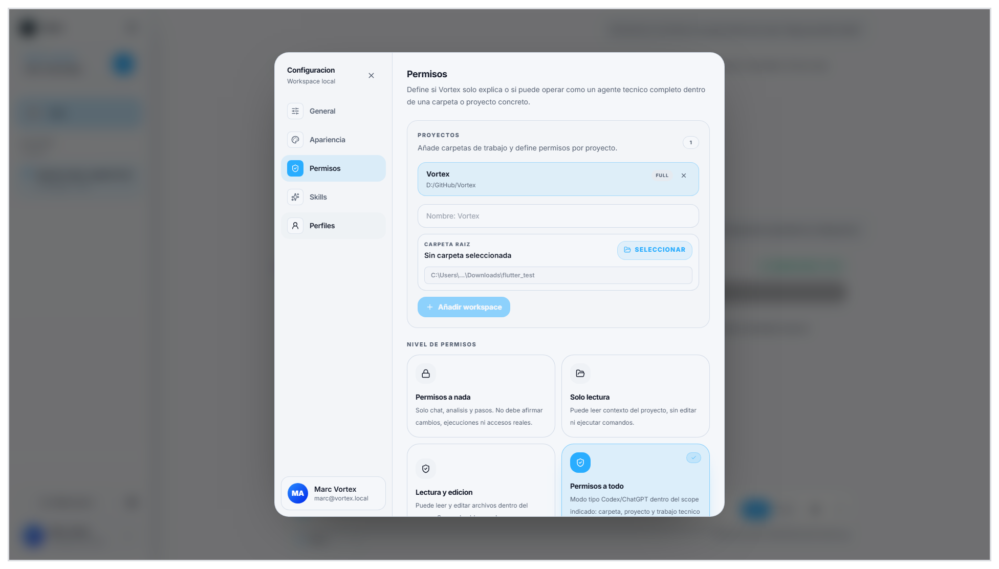 Configuracion
Workspace local
General
Apariencia
Permisos
Skills
Perfiles
MA
Marc Vortex
marc@vortex.local
Permisos
Define si Vortex solo explica o si puede operar como un agente tecnico completo dentro
de una carpeta o proyecto concreto.
PROYECTOS
Añade carpetas de trabajo y define permisos por proyecto.
1
Vortex
D:/GitHub/Vortex
FULL
Nombre: Vortex
CARPETA RAIZ
Sin carpeta seleccionada
SELECCIONAR
C:\Users\...\Downloads\flutter_test
Añadir workspace
NIVEL DE PERMISOS
Permisos a nada
Solo chat, analisis y pasos. No debe afirmar
cambios, ejecuciones ni accesos reales.
Solo lectura
Puede leer contexto del proyecto, sin editar
ni ejecutar comandos.
Lectura y edicion
Puede leer y editar archivos dentro del
Permisos a todo
Modo tipo Codex/ChatGPT dentro del scope
indicado: carpeta, proyecto y trabajo tecnico